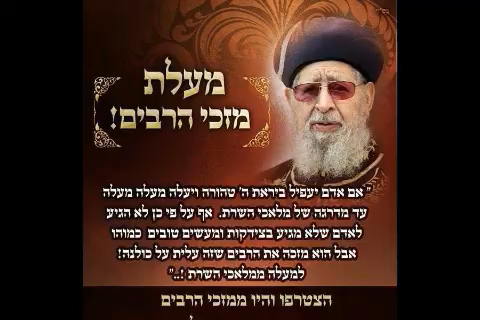 בס"ד
מעלת
מזכי הרבים!
"אם אדם יעפיל ביראת ה' טהורה ויעלה מעלה מעלה
עד מדרגה של מלאכי השרת. אף על פי כן לא הגיע
לאדם שלא מגיע בצידקות ומעשים טובים כמוהו
אבל הוא מזכה את הרבים שזה עלית על כולנה!
למעלה ממלאכי השרת !.."
הצטרפו והיו ממזכי הרבים